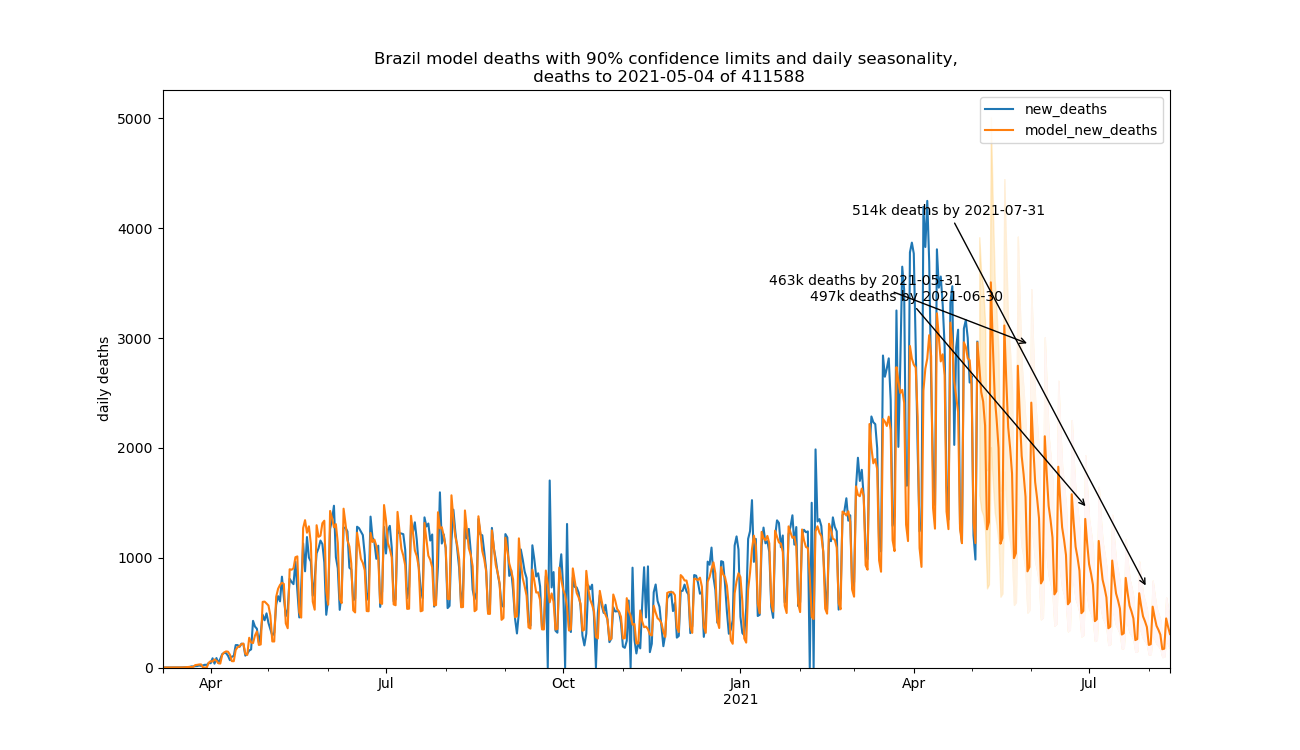 Brazil model deaths with 90% confidence limits and daily seasonality,
deaths to 2021-05-04 of 411588
new_deaths
model_new_deaths
5000
4000
3000
2000
1000
0
daily deaths
514k deaths by 2021-07-31
463k deaths by 2021-05-31
497k deaths by 2021-06-30
Apr
Jul
Oct
Jan
2021
Apr
Jul